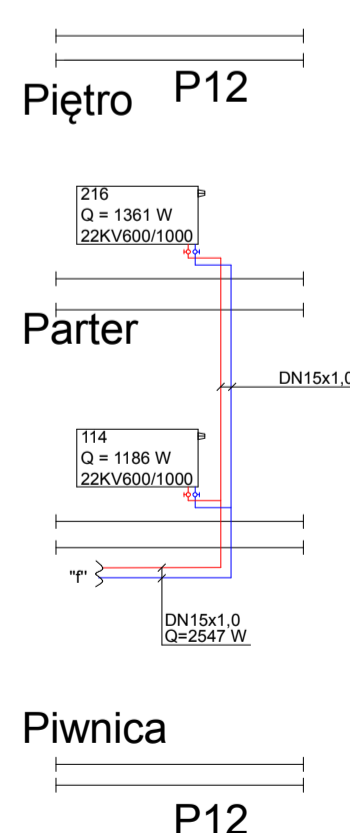 P12
Piętro
216
Q = 1361 W
22KV600/1000
Parter
DN15x1,0
114
Q = 1186 W
22KV600/1000
"f"
DN15x1,0
Q=2547 W
Piwnica
P12